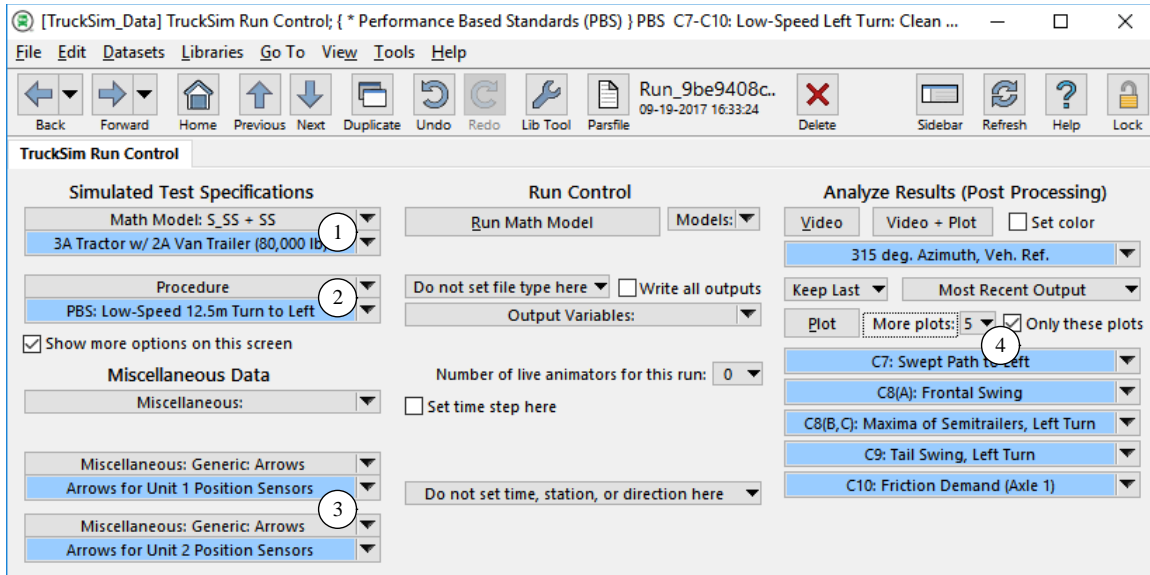 [TruckSim_Data] TruckSim Run Control; { * Performance Based Standards (PBS) } PBS C7-C10: Low-Speed Left Turn: Clean ...
File Edit Datasets Libraries Go To View Tools Help
Run_9be9408c..
09-19-2017 16:33:24
Back Forward Home Previous Next Duplicate Undo Redo Lib Tool Parsfile Delete Sidebar Refresh Help Lock
TruckSim Run Control
Simulated Test Specifications
Math Model: S_SS + SS
1
3A Tractor w/ 2A Van Trailer (80,000 lb)
Procedure
2
PBS: Low-Speed 12.5m Turn to Left
Show more options on this screen
Miscellaneous Data
Miscellaneous:
Miscellaneous: Generic: Arrows
Arrows for Unit 1 Position Sensors
3
Miscellaneous: Generic: Arrows
Arrows for Unit 2 Position Sensors
Run Control
Run Math Model Models:
Do not set file type here Write all outputs
Output Variables:
Number of live animators for this run: 0
Set time step here
Do not set time, station, or direction here
Analyze Results (Post Processing)
Video Video + Plot Set color
315 deg. Azimuth, Veh. Ref.
Keep Last Most Recent Output
Plot More plots: 5 Only these plots
4
C7: Swept Path to Left
C8(A): Frontal Swing
C8(B,C): Maxima of Semitrailers, Left Turn
C9: Tail Swing, Left Turn
C10: Friction Demand (Axle 1)